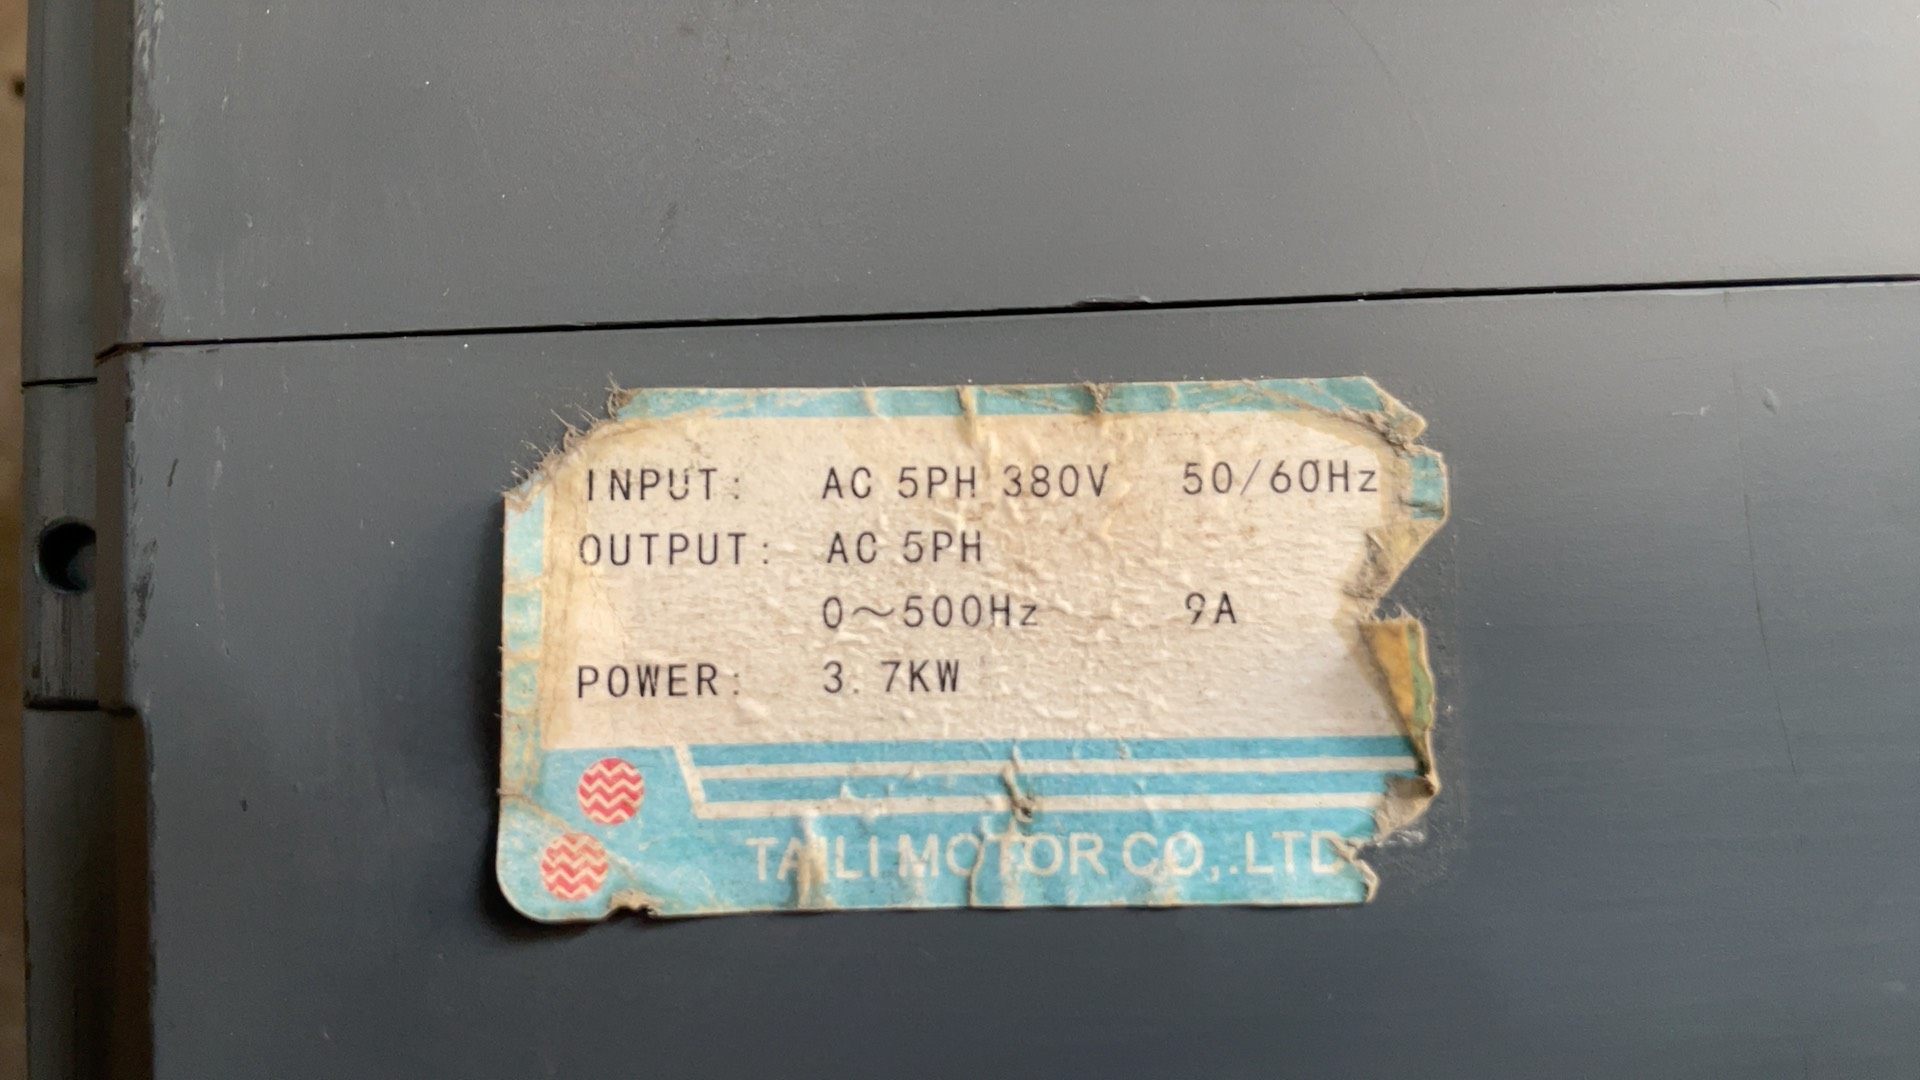 INPUT: AC 5PH 380V 50/60Hz
OUTPUT: AC 5PH
0～500Hz 9A
POWER: 3.7KW
TAILI MOTOR CO,.LTD